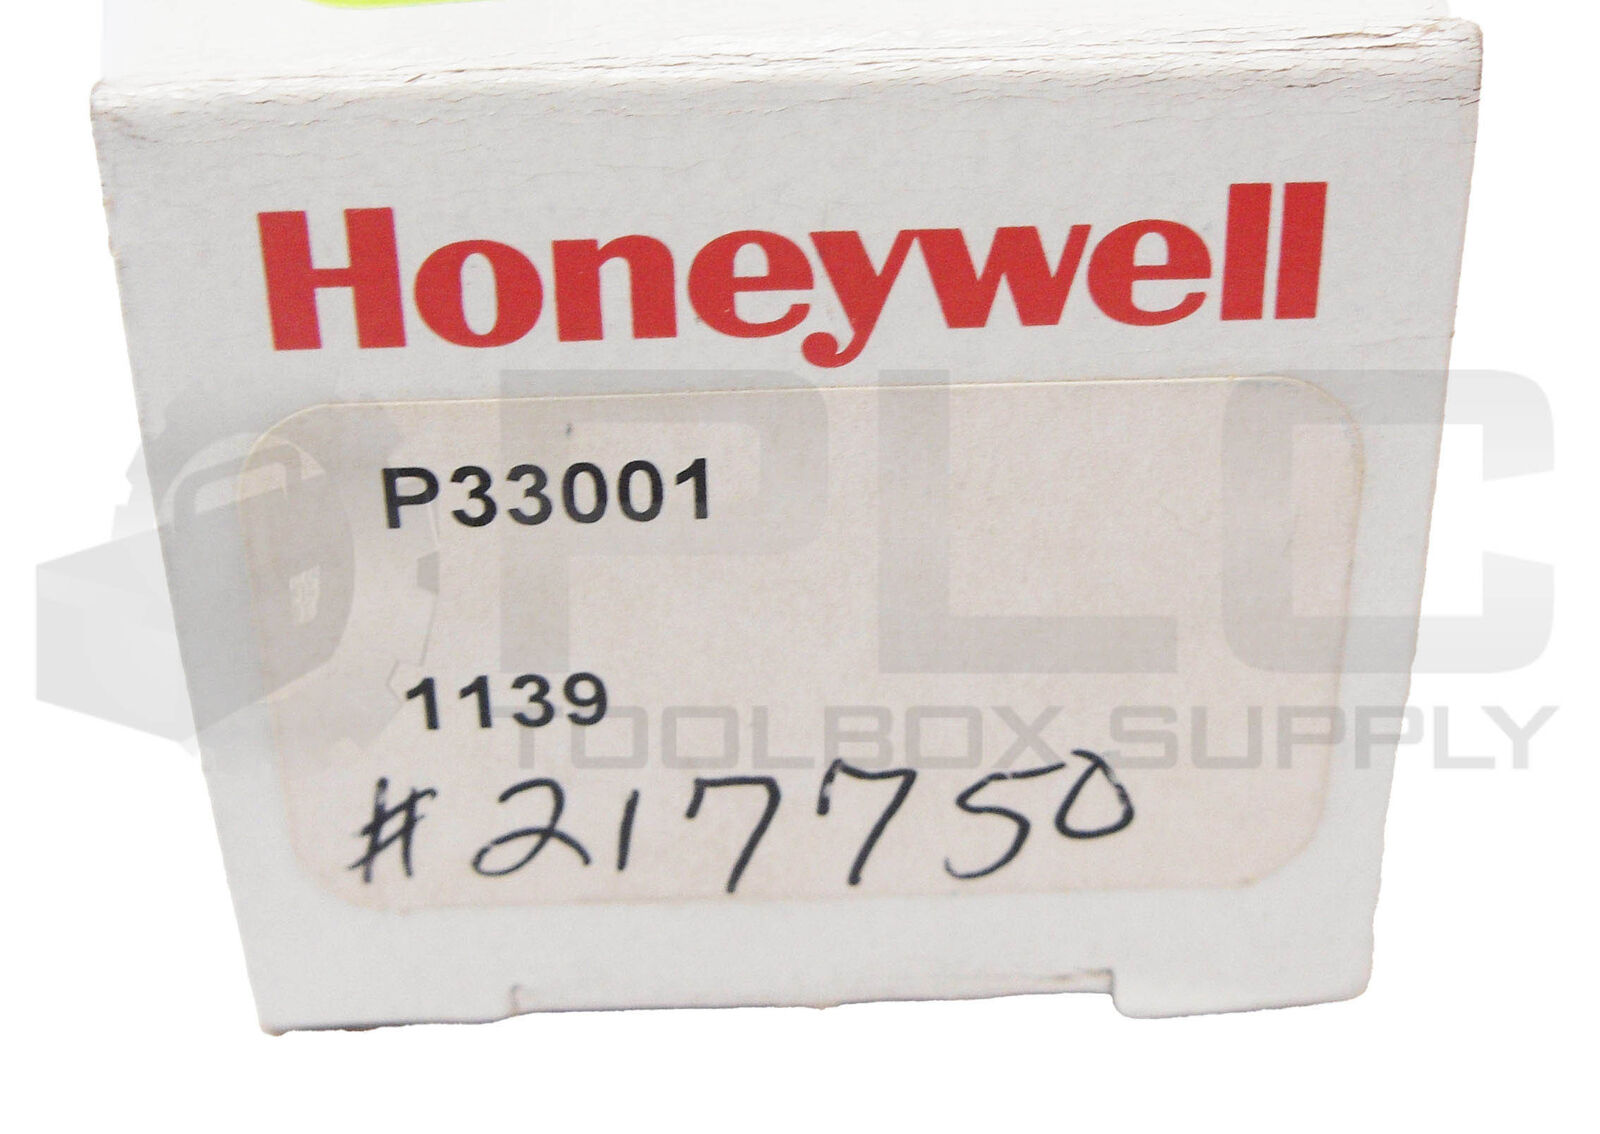 Honeywell
P33001
1139
#217750
PLC
TOOLBOX SUPPLY